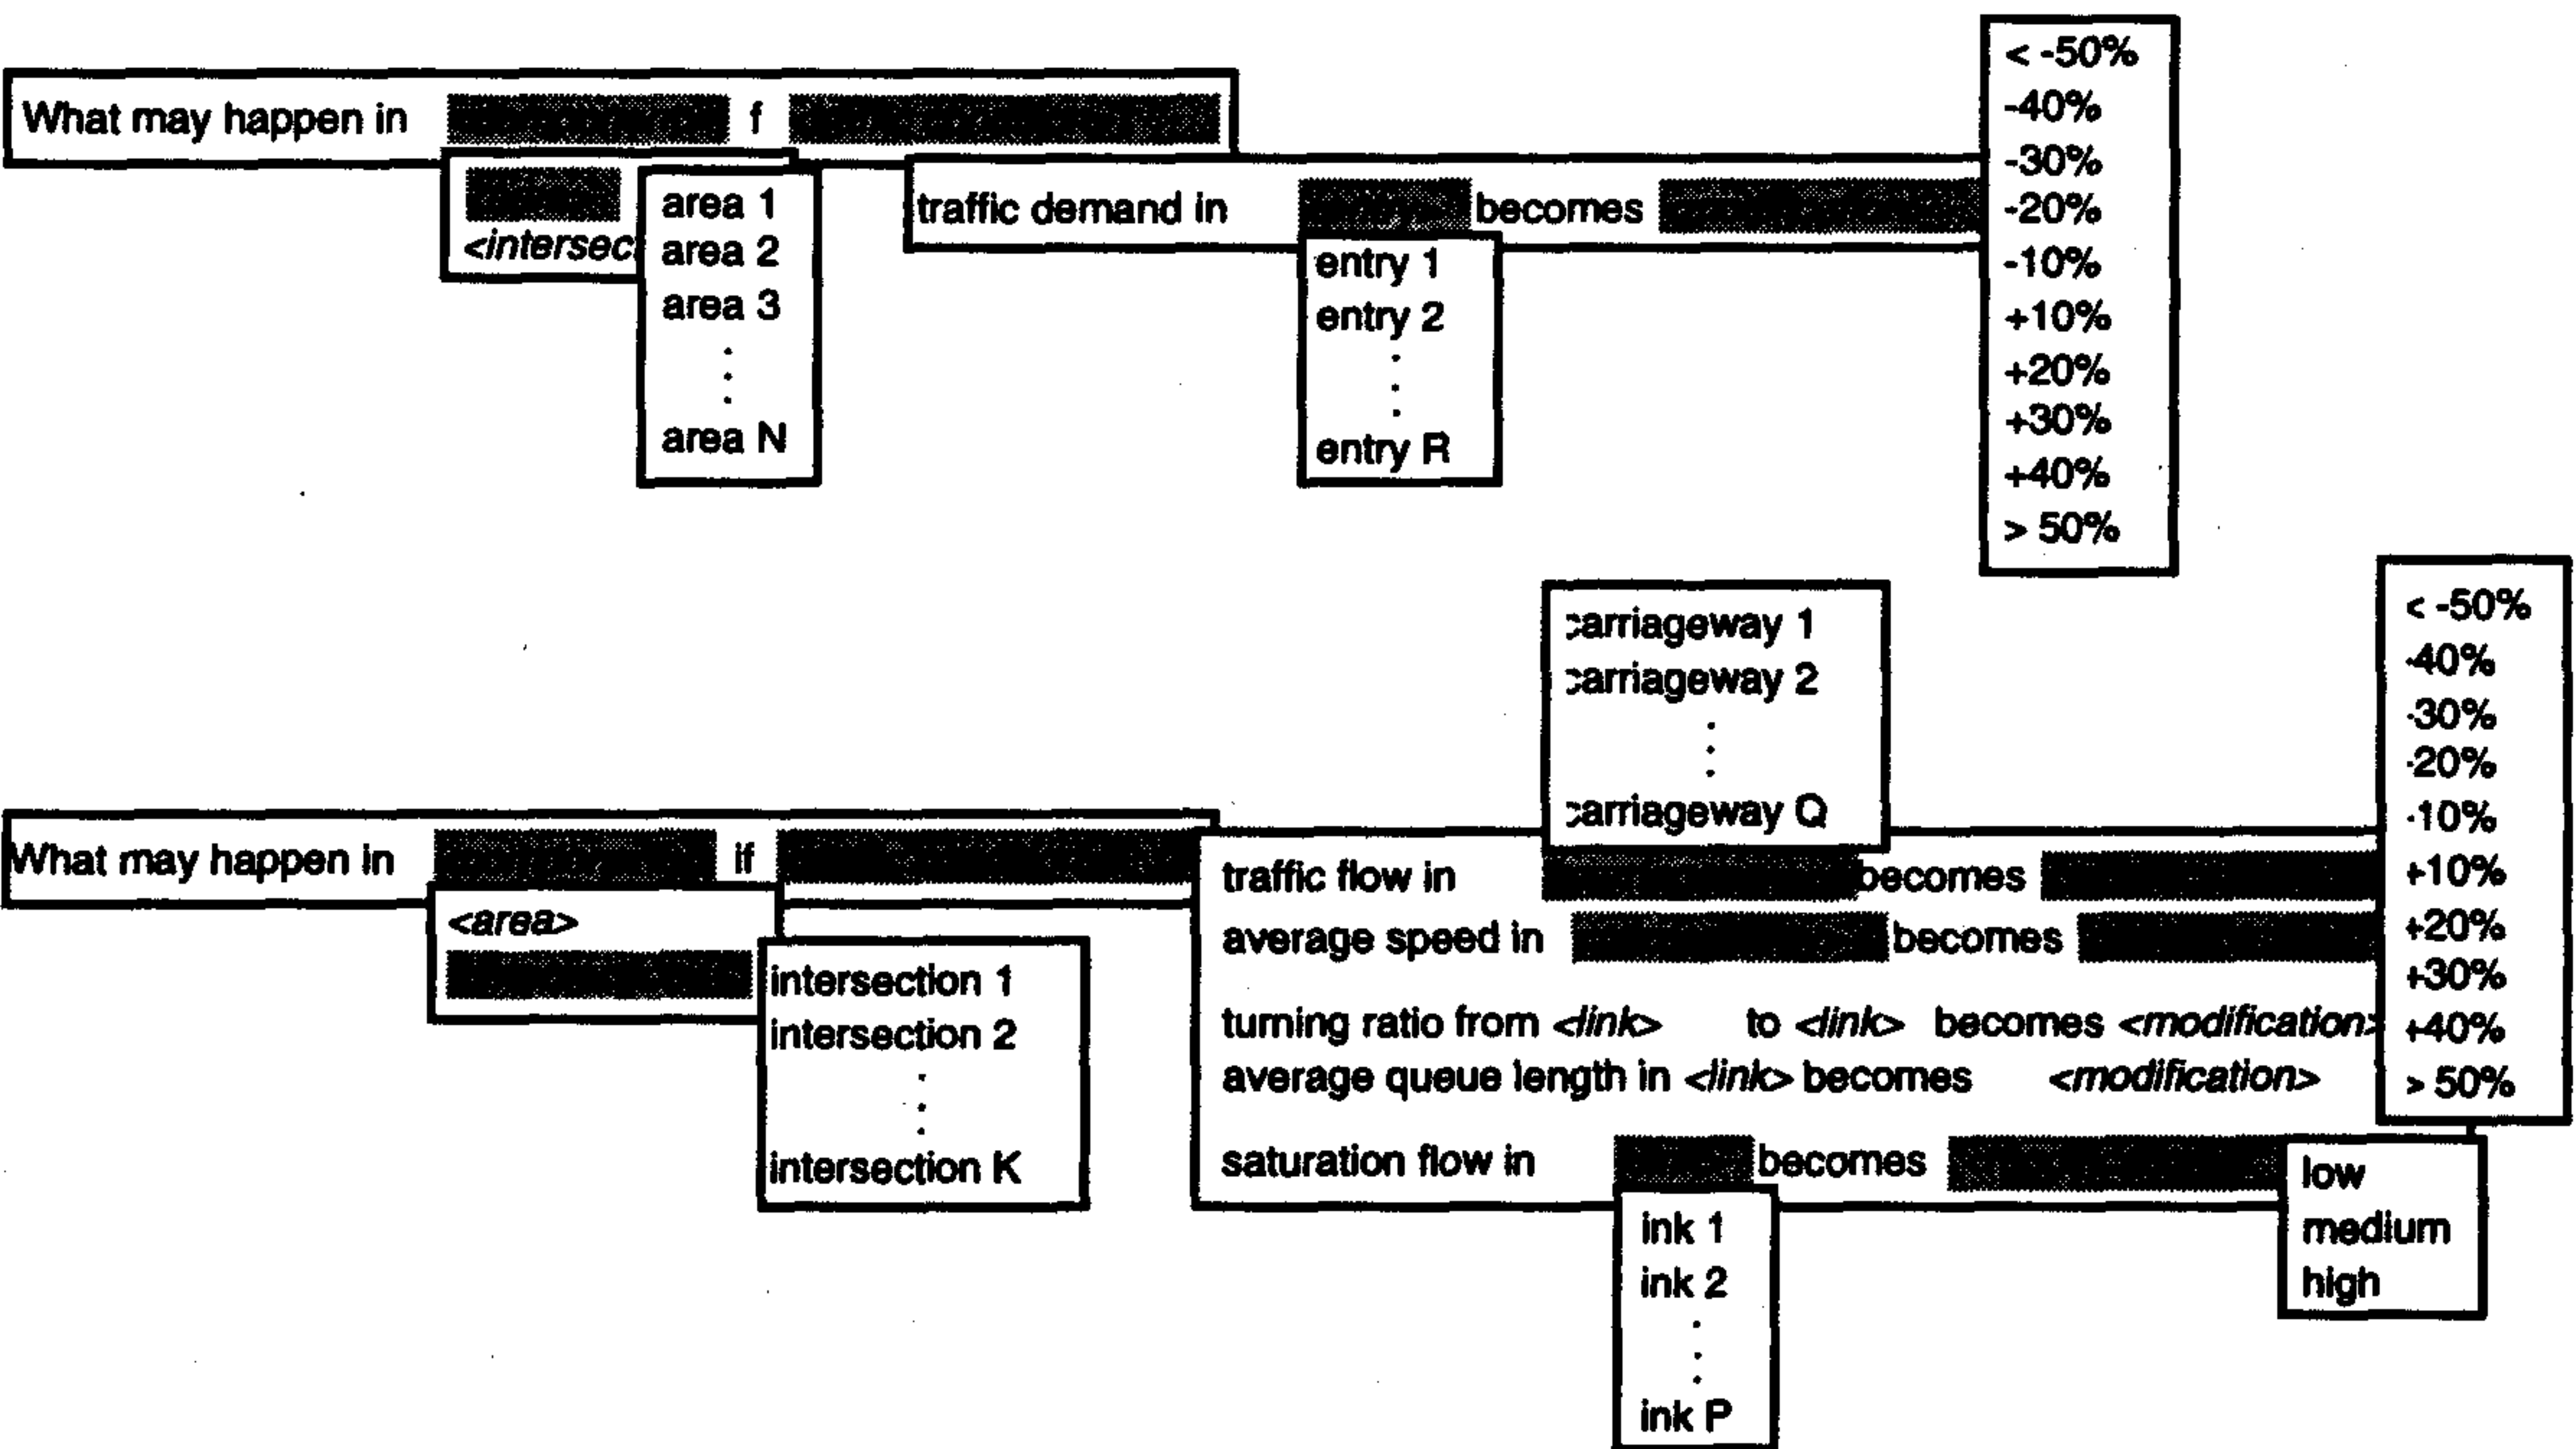 What may happen in f
<intersec
area 1
area 2
area 3
area N
traffic demand in becomes
entry 1
entry 2
entry R
< -50%
-40%
-30%
-20%
-10%
+10%
+20%
+30%
+40%
> 50%
What may happen in if
<area>
intersection 1
intersection 2
intersection K
carriageway 1
carriageway 2
carriageway Q
traffic flow in becomes
average speed in becomes
turning ratio from <link> to <link> becomes <modification>
average queue length in <link> becomes <modification>
saturation flow in becomes
< -50%
-40%
-30%
-20%
-10%
+10%
+20%
+30%
+40%
> 50%
low
medium
high
ink 1
ink 2
ink P